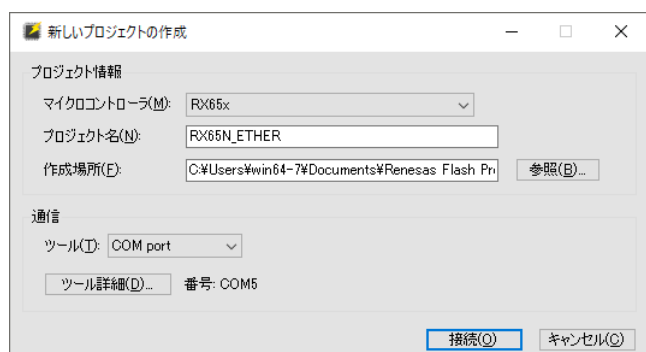 新しいプロジェクトの作成
プロジェクト情報
マイクロコントローラ(M): RX65x
プロジェクト名(N): RX65N_ETHER
作成場所(F): C:¥Users¥win64-7¥Documents¥Renesas Flash Pr 参照(B)...
通信
ツール(T): COM port
ツール詳細(D)... 番号: COM5
接続(O) キャンセル(C)